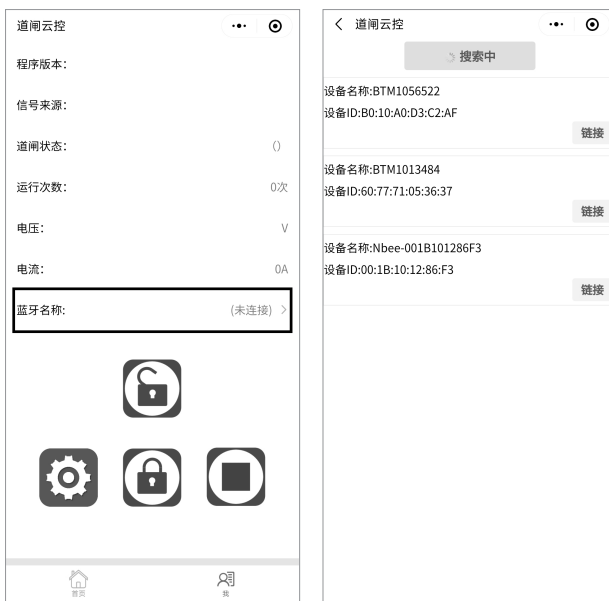 道闸云控
程序版本：
信号来源：
道闸状态： ()
运行次数： 0次
电压： V
电流： 0A
蓝牙名称: (未连接)
首页
我
道闸云控
搜索中
设备名称:BTM1056522
设备ID:B0:10:A0:D3:C2:AF
链接
设备名称:BTM1013484
设备ID:60:77:71:05:36:37
链接
设备名称:Nbee-001B101286F3
设备ID:00:1B:10:12:86:F3
链接